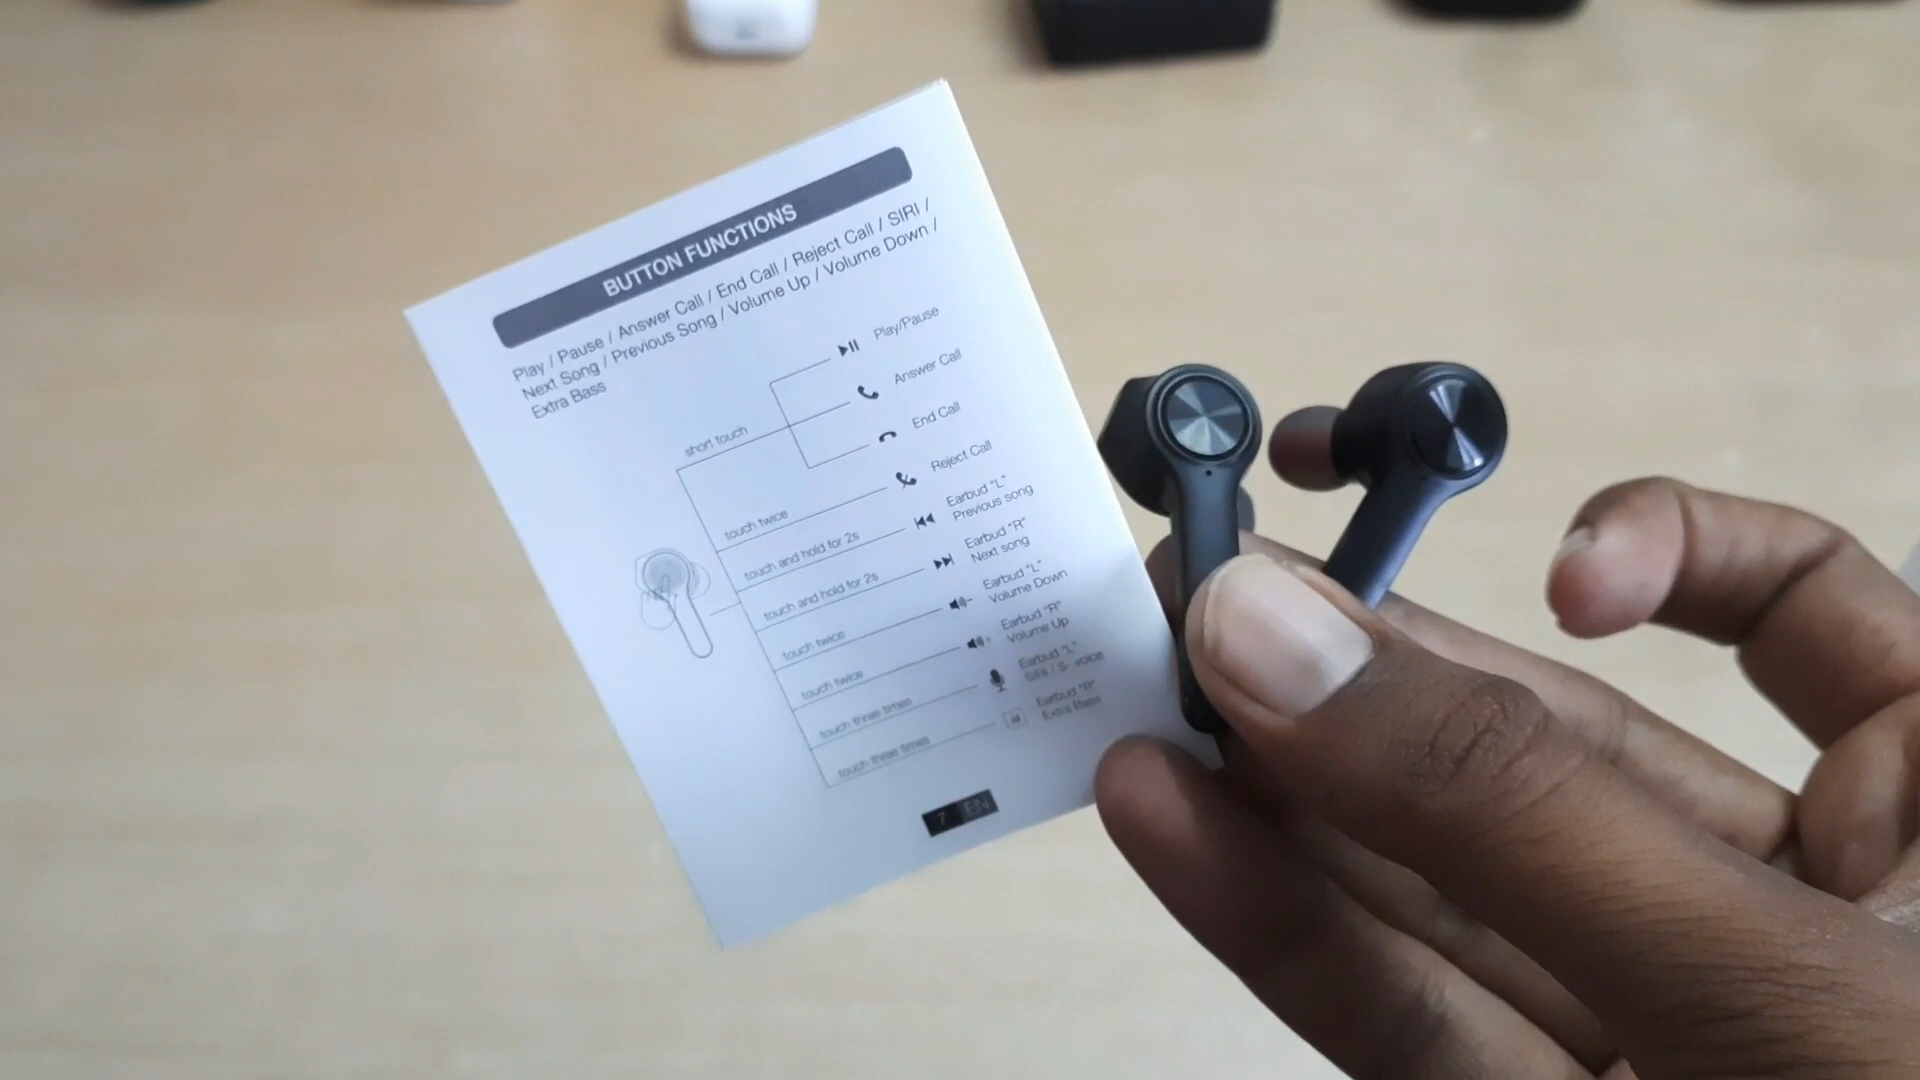 BUTTON FUNCTIONS
Play / Pause / Answer Call / End Call / Reject Call / SIRI /
Next Song / Previous Song / Volume Up / Volume Down /
Extra Bass
short touch
Play/Pause
Answer Call
End Call
touch twice
Reject Call
touch and hold for 2s
Earbud "L"
Previous song
touch and hold for 2s
Earbud "R"
Next song
touch twice
Earbud "L"
Volume Down
touch twice
Earbud "R"
Volume Up
touch three times
Earbud "L"
SIRI / S- voice
touch three times
Earbud "R"
Extra Bass
7 EN